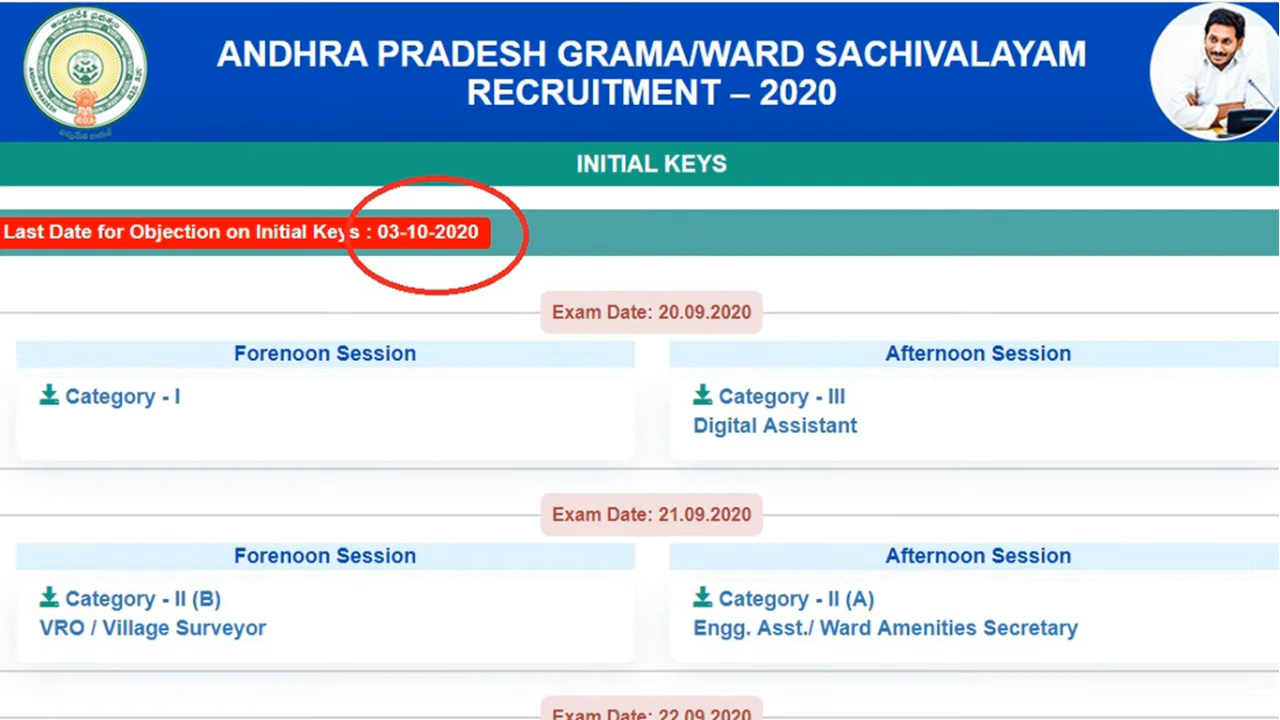 ANDHRA PRADESH GRAMA/WARD SACHIVALAYAM
RECRUITMENT – 2020
INITIAL KEYS
Last Date for Objection on Initial Keys : 03-10-2020
Exam Date: 20.09.2020
Forenoon Session
Category - I
Afternoon Session
Category - III
Digital Assistant
Exam Date: 21.09.2020
Forenoon Session
Category - II (B)
VRO / Village Surveyor
Afternoon Session
Category - II (A)
Engg. Asst./ Ward Amenities Secretary
Exam Date: 22.09.2020